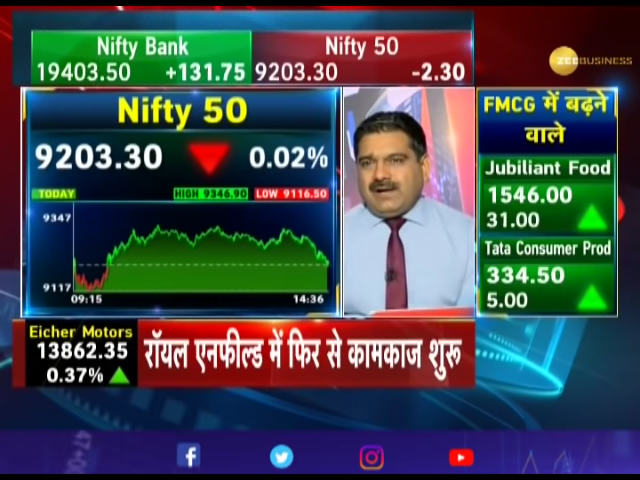 Nifty Bank
19403.50 +131.75
Nifty 50
9203.30 -2.30
ZEEBUSINESS
Nifty 50
9203.30 0.02%
TODAY HIGH 9346.90 LOW 9116.50
9347
9117
09:15 14:36
FMCG में बढ़ने
वाले
Jubiliant Food
1546.00
31.00
Tata Consumer Prod
334.50
5.00
Eicher Motors
13862.35
0.37%
रॉयल एनफील्ड में फिर से कामकाज शुरू